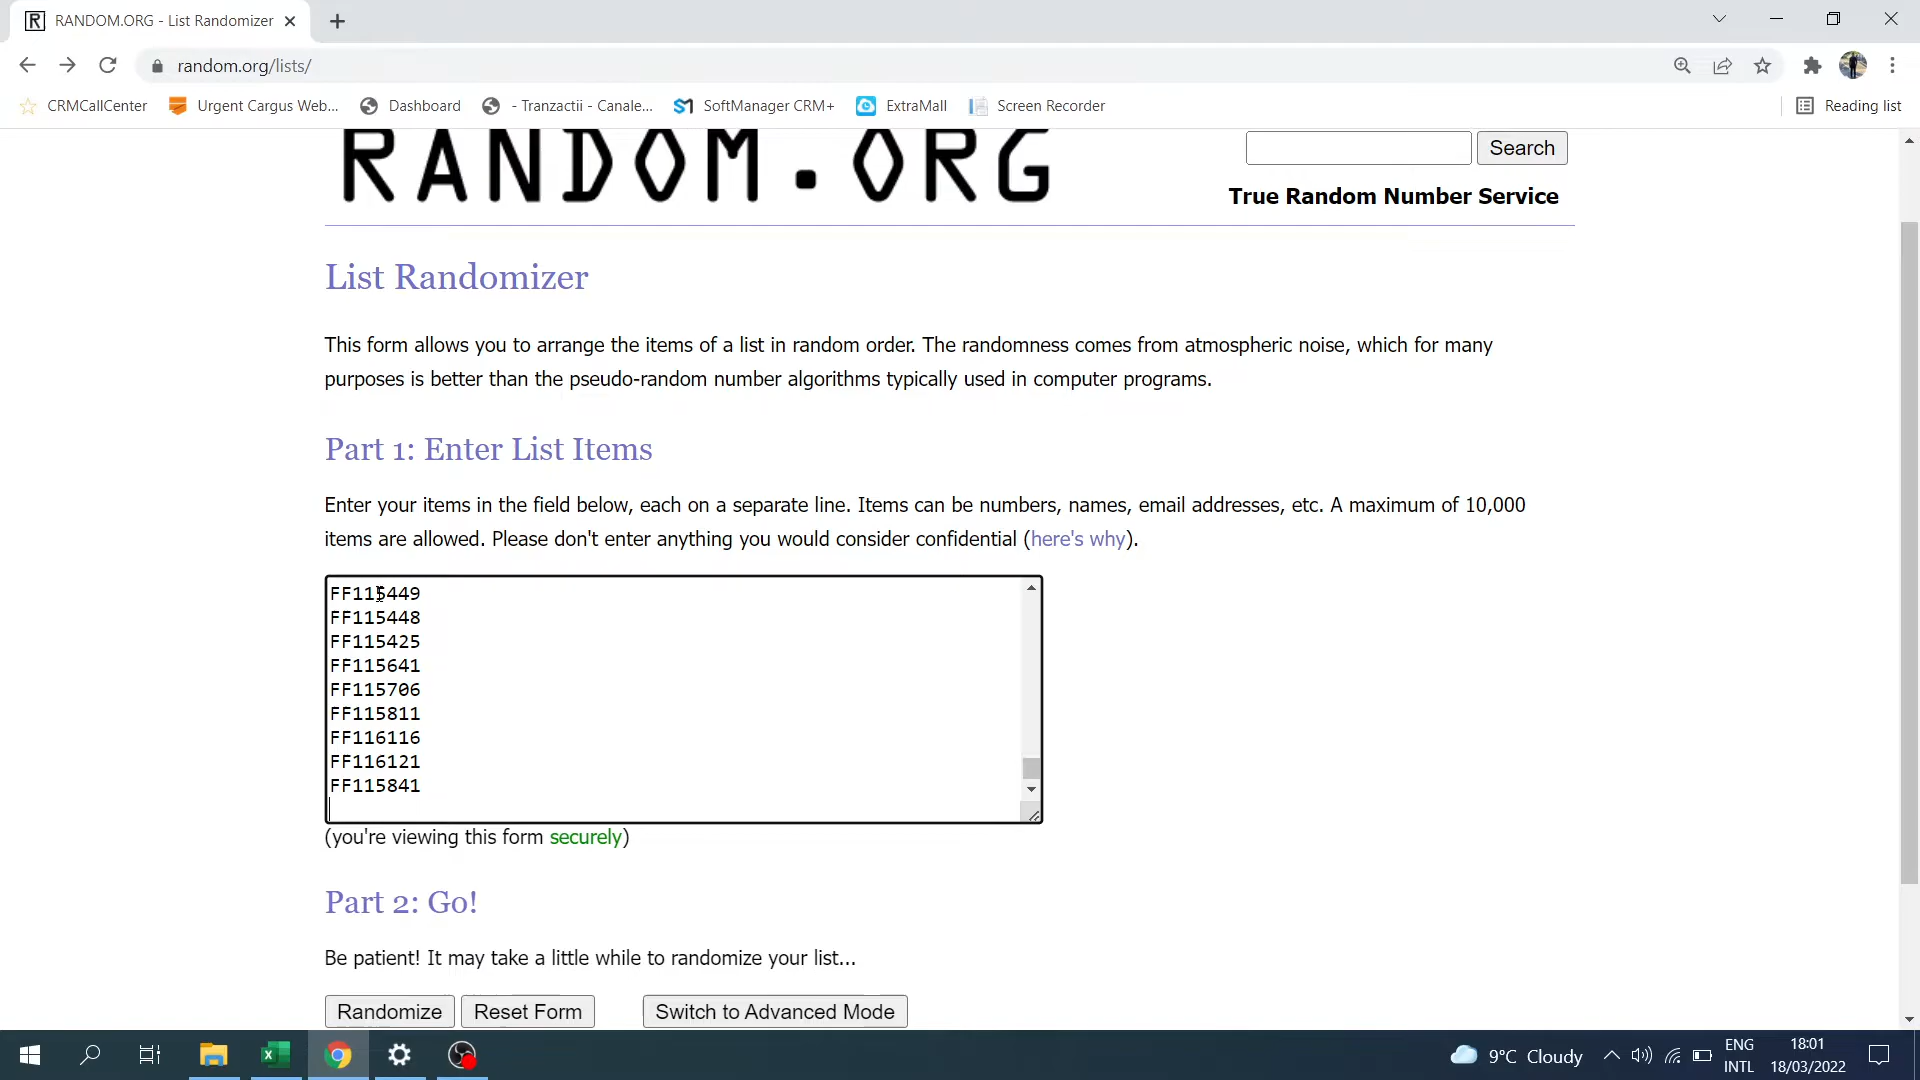 RANDOM.ORG - List Randomizer
random.org/lists/
CRMCallCenter
Urgent Cargus Web...
Dashboard
- Tranzactii - Canale...
SoftManager CRM+
ExtraMall
Screen Recorder
Reading list
RANDOM.ORG
Search
True Random Number Service
List Randomizer
This form allows you to arrange the items of a list in random order. The randomness comes from atmospheric noise, which for many
purposes is better than the pseudo-random number algorithms typically used in computer programs.
Part 1: Enter List Items
Enter your items in the field below, each on a separate line. Items can be numbers, names, email addresses, etc. A maximum of 10,000
items are allowed. Please don't enter anything you would consider confidential (here's why).
FF115449
FF115448
FF115425
FF115641
FF115706
FF115811
FF116116
FF116121
FF115841
(you're viewing this form securely)
Part 2: Go!
Be patient! It may take a little while to randomize your list...
Randomize
Reset Form
Switch to Advanced Mode
9°C Cloudy
ENG
INTL
18:01
18/03/2022